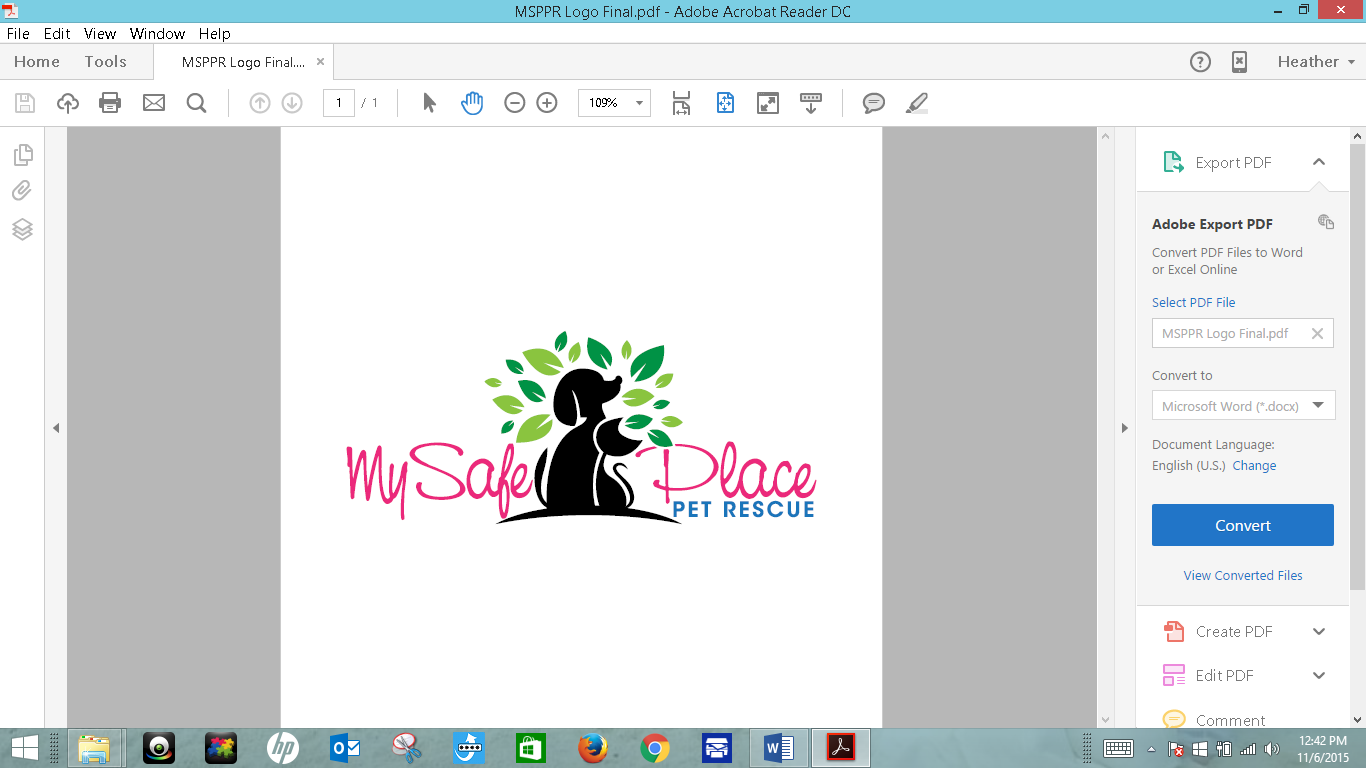 MSPPR Logo Final.pdf - Adobe Acrobat Reader DC
File Edit View Window Help
Home Tools MSPPR Logo Final.... × Heather
1 / 1 109%
Export PDF
Adobe Export PDF
Convert PDF Files to Word
or Excel Online
Select PDF File
MSPPR Logo Final.pdf
Convert to
Microsoft Word (*.docx)
Document Language:
English (U.S.) Change
Convert
View Converted Files
Create PDF
Edit PDF
Comment
My Safe Place
PET RESCUE
12:42 PM
11/6/2015